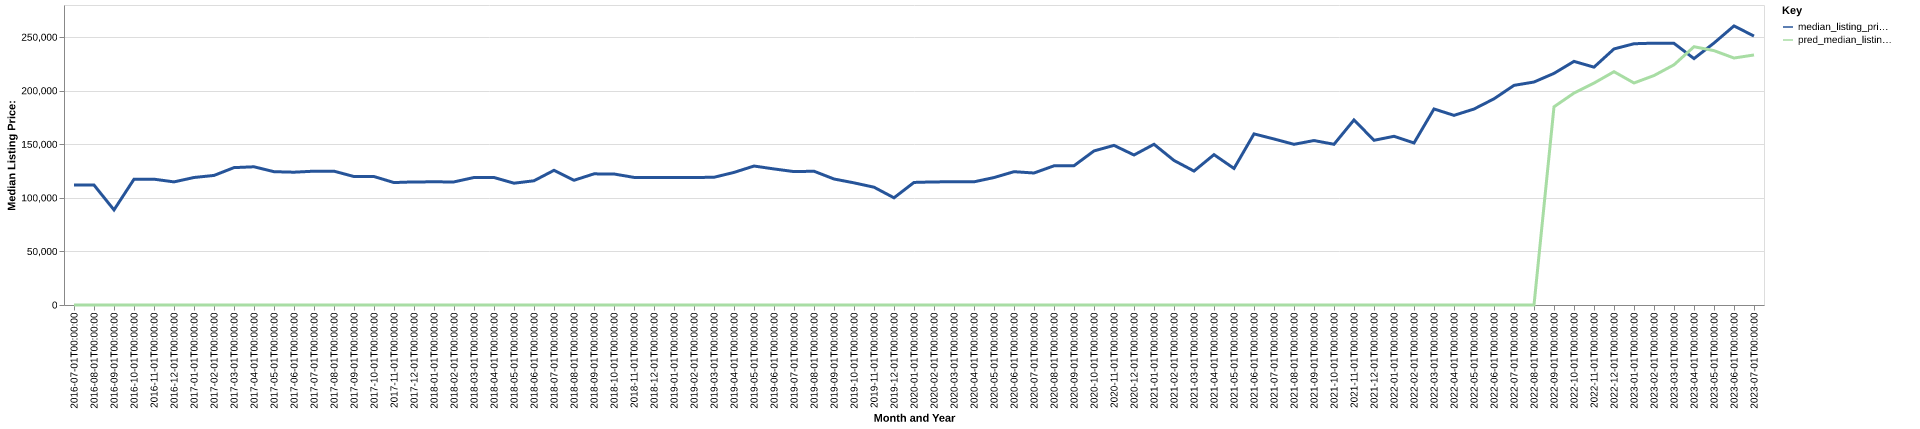 Key
median_listing_pri…
pred_median_listin…
Median Listing Price:
250,000
200,000
150,000
100,000
50,000
0
2016-07-01T00:00:00
2016-08-01T00:00:00
2016-09-01T00:00:00
2016-10-01T00:00:00
2016-11-01T00:00:00
2016-12-01T00:00:00
2017-01-01T00:00:00
2017-02-01T00:00:00
2017-03-01T00:00:00
2017-04-01T00:00:00
2017-05-01T00:00:00
2017-06-01T00:00:00
2017-07-01T00:00:00
2017-08-01T00:00:00
2017-09-01T00:00:00
2017-10-01T00:00:00
2017-11-01T00:00:00
2017-12-01T00:00:00
2018-01-01T00:00:00
2018-02-01T00:00:00
2018-03-01T00:00:00
2018-04-01T00:00:00
2018-05-01T00:00:00
2018-06-01T00:00:00
2018-07-01T00:00:00
2018-08-01T00:00:00
2018-09-01T00:00:00
2018-10-01T00:00:00
2018-11-01T00:00:00
2018-12-01T00:00:00
2019-01-01T00:00:00
2019-02-01T00:00:00
2019-03-01T00:00:00
2019-04-01T00:00:00
2019-05-01T00:00:00
2019-06-01T00:00:00
2019-07-01T00:00:00
2019-08-01T00:00:00
2019-09-01T00:00:00
2019-10-01T00:00:00
2019-11-01T00:00:00
2019-12-01T00:00:00
2020-01-01T00:00:00
2020-02-01T00:00:00
2020-03-01T00:00:00
2020-04-01T00:00:00
2020-05-01T00:00:00
2020-06-01T00:00:00
2020-07-01T00:00:00
2020-08-01T00:00:00
2020-09-01T00:00:00
2020-10-01T00:00:00
2020-11-01T00:00:00
2020-12-01T00:00:00
2021-01-01T00:00:00
2021-02-01T00:00:00
2021-03-01T00:00:00
2021-04-01T00:00:00
2021-05-01T00:00:00
2021-06-01T00:00:00
2021-07-01T00:00:00
2021-08-01T00:00:00
2021-09-01T00:00:00
2021-10-01T00:00:00
2021-11-01T00:00:00
2021-12-01T00:00:00
2022-01-01T00:00:00
2022-02-01T00:00:00
2022-03-01T00:00:00
2022-04-01T00:00:00
2022-05-01T00:00:00
2022-06-01T00:00:00
2022-07-01T00:00:00
2022-08-01T00:00:00
2022-09-01T00:00:00
2022-10-01T00:00:00
2022-11-01T00:00:00
2022-12-01T00:00:00
2023-01-01T00:00:00
2023-02-01T00:00:00
2023-03-01T00:00:00
2023-04-01T00:00:00
2023-05-01T00:00:00
2023-06-01T00:00:00
2023-07-01T00:00:00
Month and Year